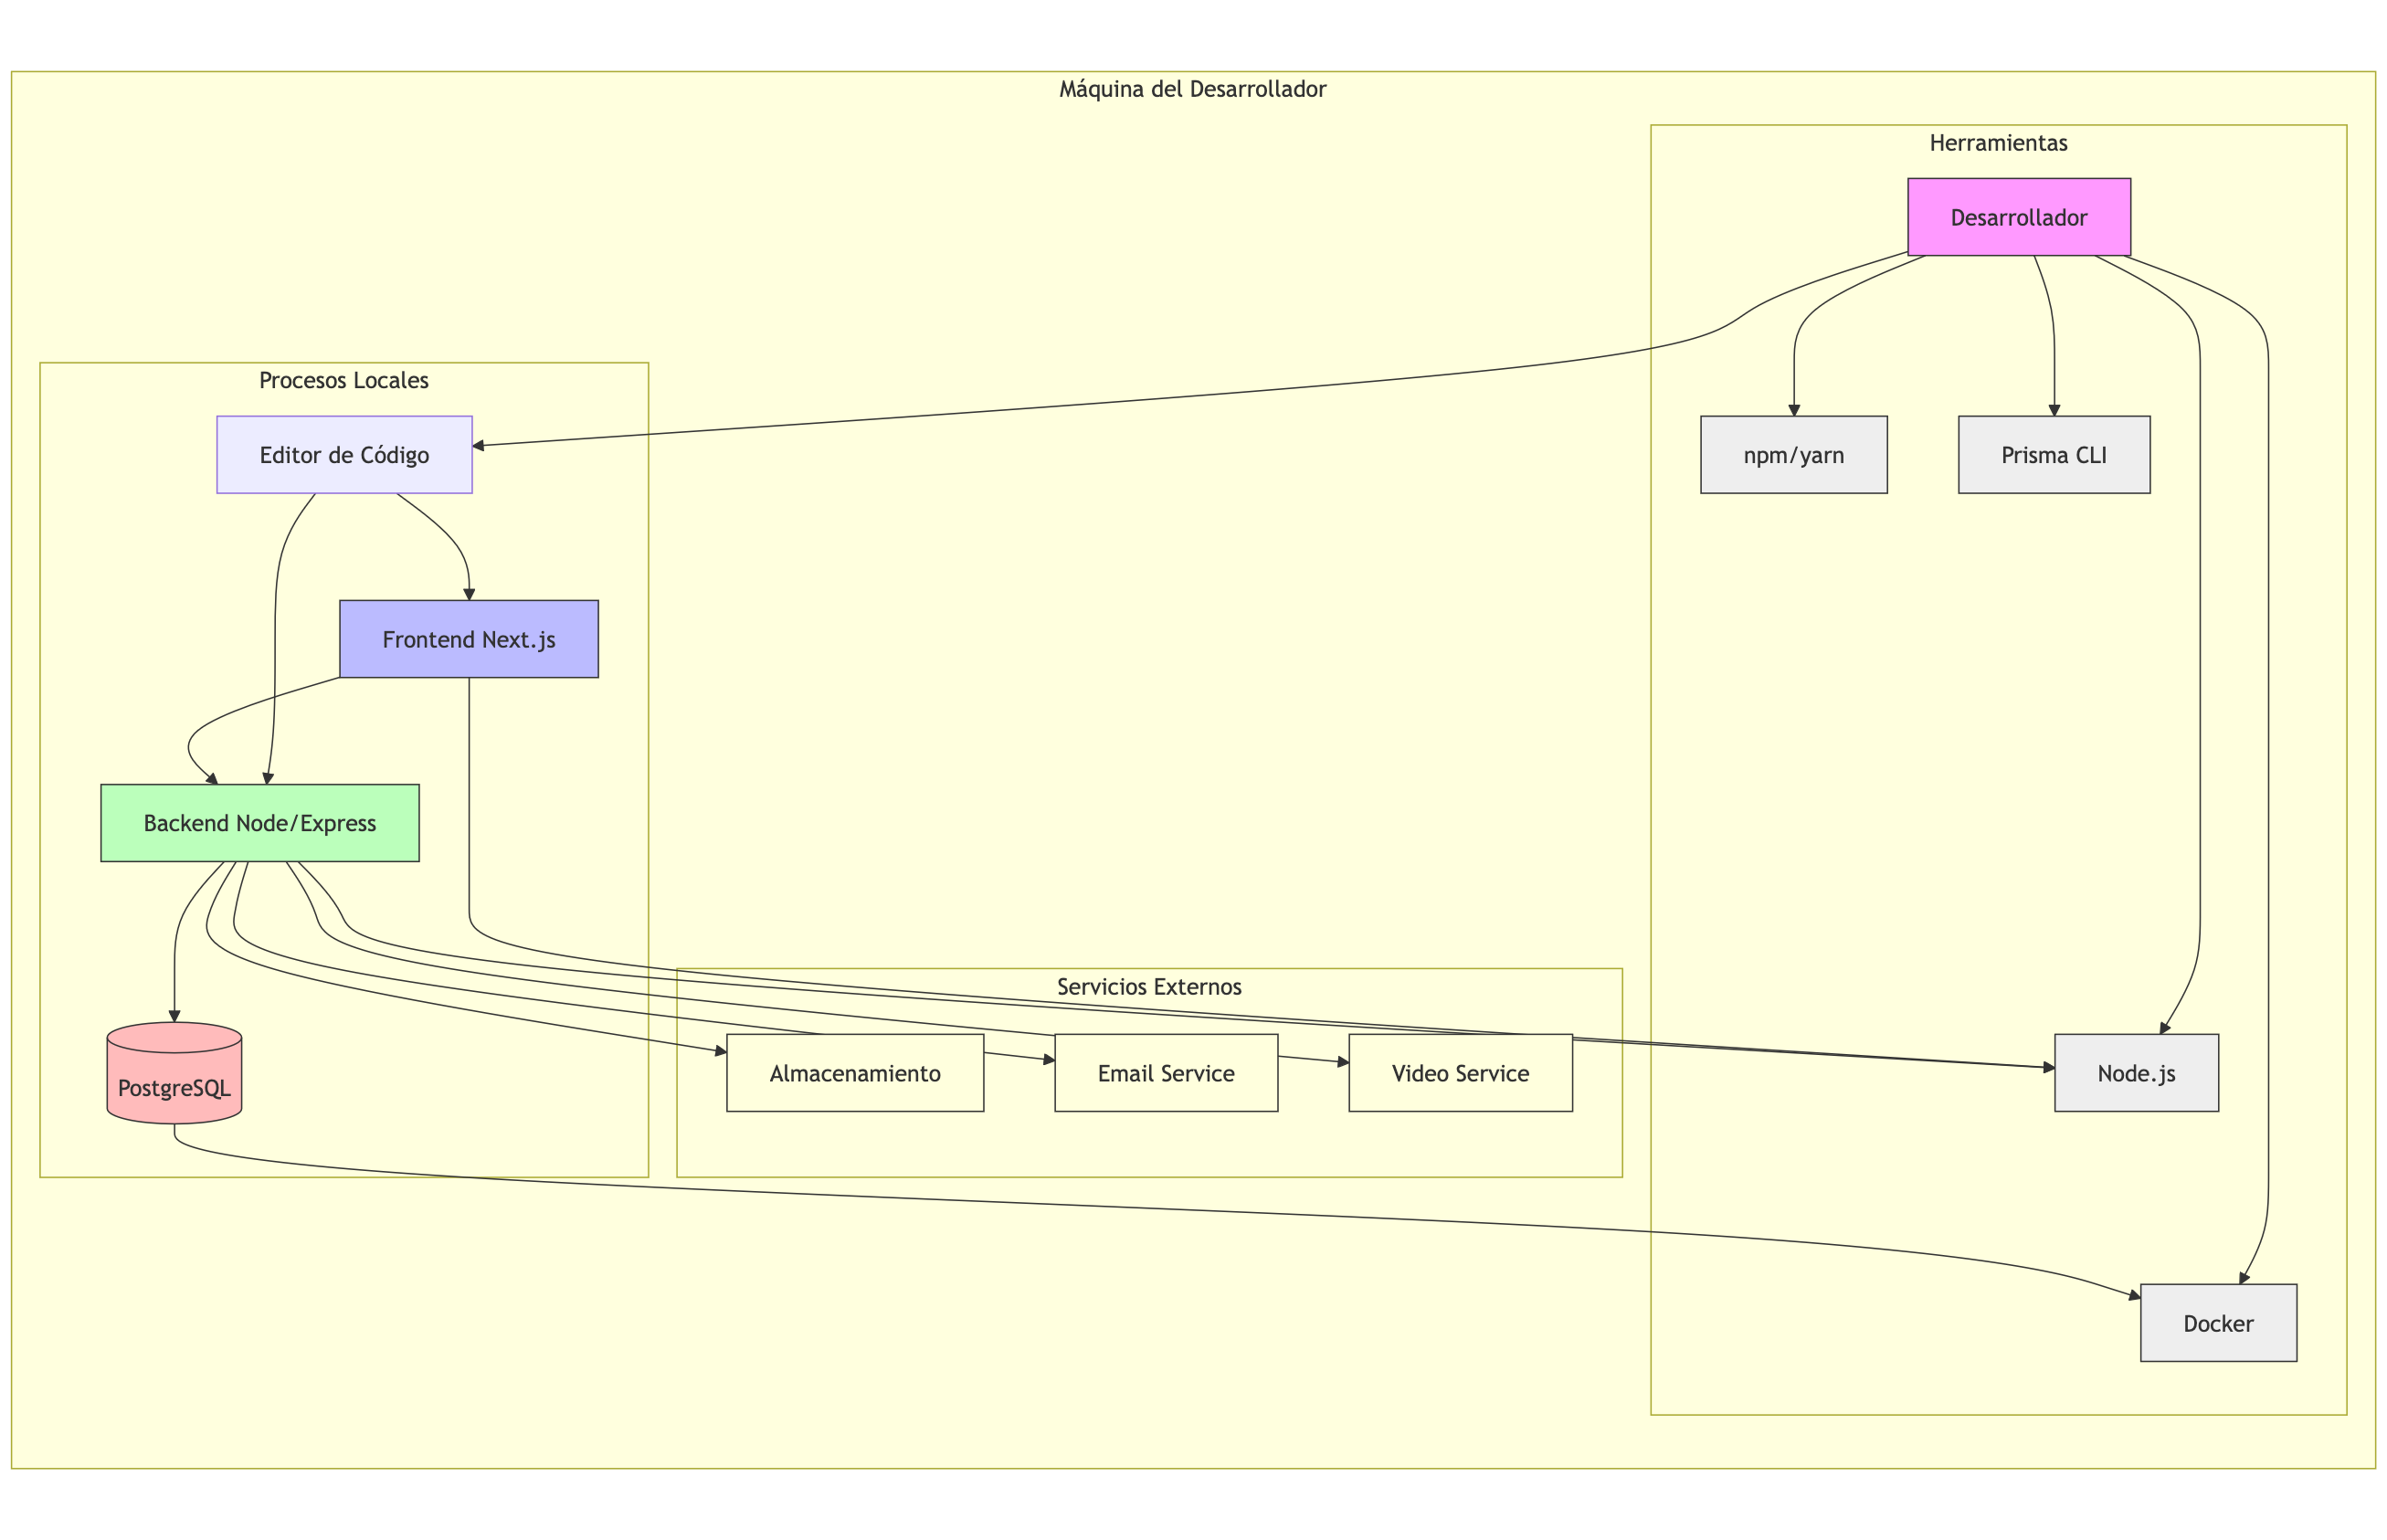 Máquina del Desarrollador
Herramientas
Desarrollador
Procesos Locales
Editor de Código
npm/yarn
Prisma CLI
Frontend Next.js
Backend Node/Express
Servicios Externos
PostgreSQL
Almacenamiento
Email Service
Video Service
Node.js
Docker